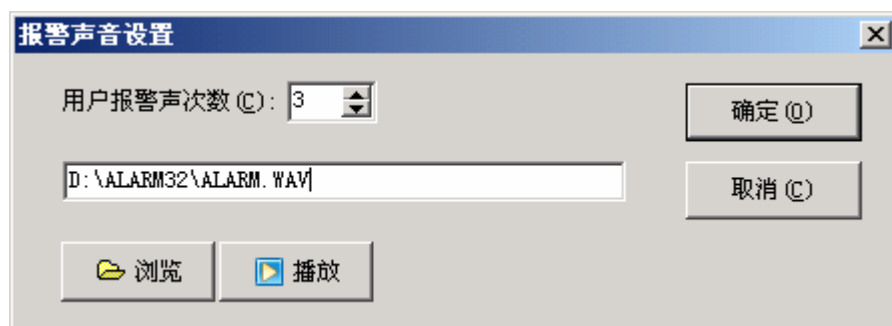 报警声音设置
用户报警声次数(C): 3
确定(O)
D:\ALARM32\ALARM.WAV
取消(C)
浏览 播放